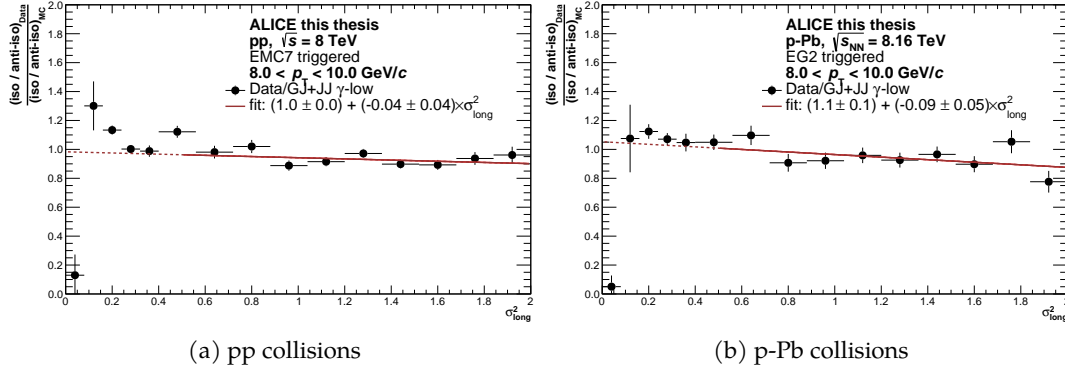 (iso / anti-iso)Data
(iso / anti-iso)MC
2.0
1.8
1.6
1.4
1.2
1.0
0.8
0.6
0.4
0.2
0.0
ALICE this thesis
pp, √s = 8 TeV
EMC7 triggered
8.0 < pT < 10.0 GeV/c
Data/GJ+JJ γ-low
fit: (1.0 ± 0.0) + (-0.04 ± 0.04)×σ²long
0 0.2 0.4 0.6 0.8 1 1.2 1.4 1.6 1.8 2
σ²long
(a) pp collisions
(iso / anti-iso)Data
(iso / anti-iso)MC
2.0
1.8
1.6
1.4
1.2
1.0
0.8
0.6
0.4
0.2
0.0
ALICE this thesis
p-Pb, √sNN = 8.16 TeV
EG2 triggered
8.0 < pT < 10.0 GeV/c
Data/GJ+JJ γ-low
fit: (1.1 ± 0.1) + (-0.09 ± 0.05)×σ²long
0 0.2 0.4 0.6 0.8 1 1.2 1.4 1.6 1.8 2
σ²long
(b) p-Pb collisions